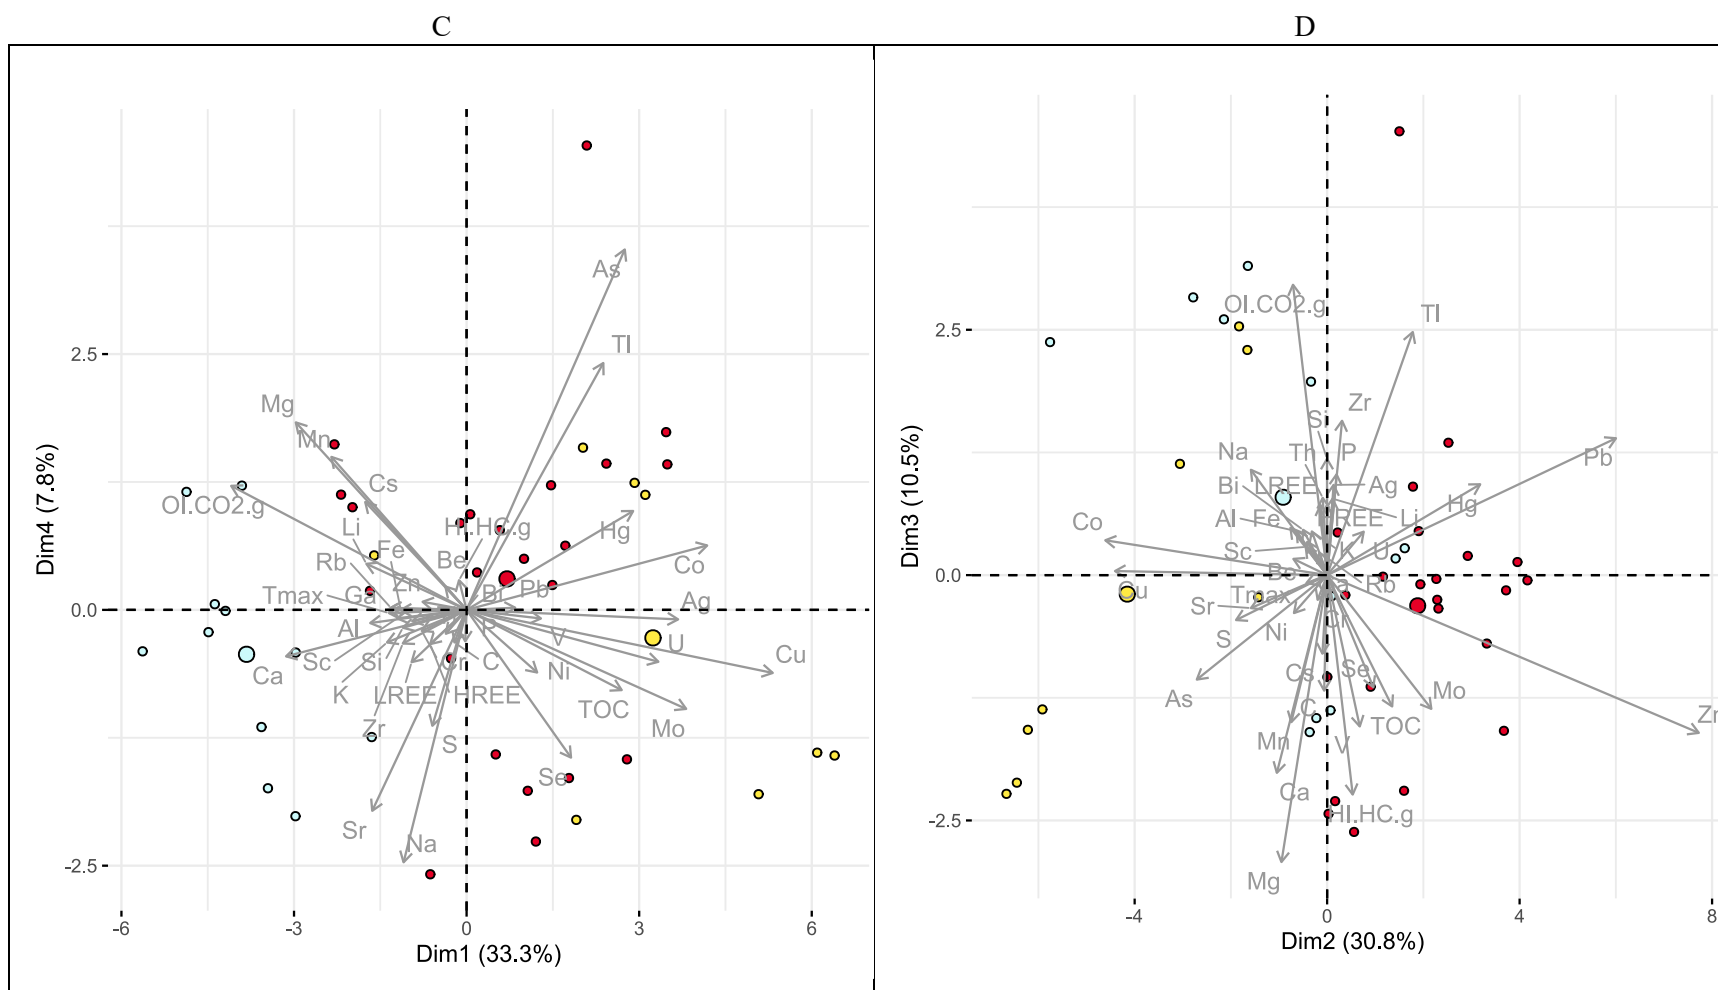 C
D
As
Tl
2.5
Mg
Mn
Cs
OI.CO2.g
Li
HI.HC.g
Hg
Fe
Rb
Be
Co
Zn
Pb
Bi
Tmax
Ga
Ag
0.0
P
Al
V
U
Cu
Sc
Si
Cr
C
Ca
Ni
K
LREE
HREE
TOC
Mo
Zr
S
Se
Sr
Na
-2.5
-6
-3
0
3
6
Dim1 (33.3%)
Dim4 (7.8%)
OI.CO2.g
Tl
2.5
Zr
Si
Na
Th
P
Pb
Bi
LREE
Ag
Hg
Co
Al
Fe
REE
Li
Sc
U
Be
0.0
Rb
Cu
Tmax
Sr
Cr
Ni
S
Cs
Se
As
Mo
C
TOC
Mn
V
Zn
Ca
HI.HC.g
-2.5
Mg
-4
0
4
8
Dim2 (30.8%)
Dim3 (10.5%)